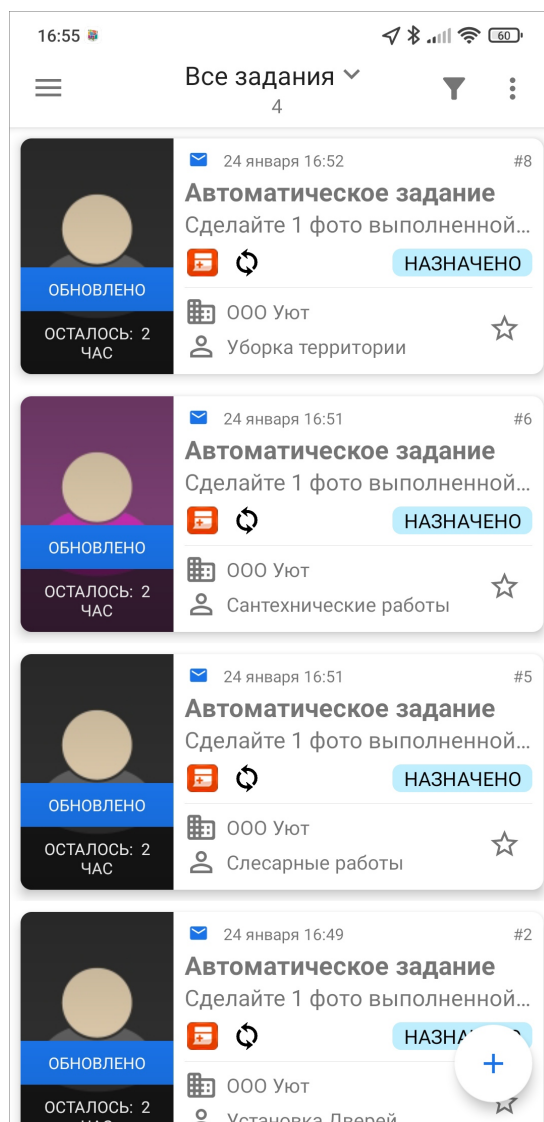 16:55
60
Все задания
4
ОБНОВЛЕНО
ОСТАЛОСЬ: 2
ЧАС
24 января 16:52
#8
Автоматическое задание
Сделайте 1 фото выполненной...
НАЗНАЧЕНО
ООО Уют
Уборка территории
ОБНОВЛЕНО
ОСТАЛОСЬ: 2
ЧАС
24 января 16:51
#6
Автоматическое задание
Сделайте 1 фото выполненной...
НАЗНАЧЕНО
ООО Уют
Сантехнические работы
ОБНОВЛЕНО
ОСТАЛОСЬ: 2
ЧАС
24 января 16:51
#5
Автоматическое задание
Сделайте 1 фото выполненной...
НАЗНАЧЕНО
ООО Уют
Слесарные работы
ОБНОВЛЕНО
ОСТАЛОСЬ: 2
24 января 16:49
#2
Автоматическое задание
Сделайте 1 фото выполненной...
ООО Уют
Установка Дверей